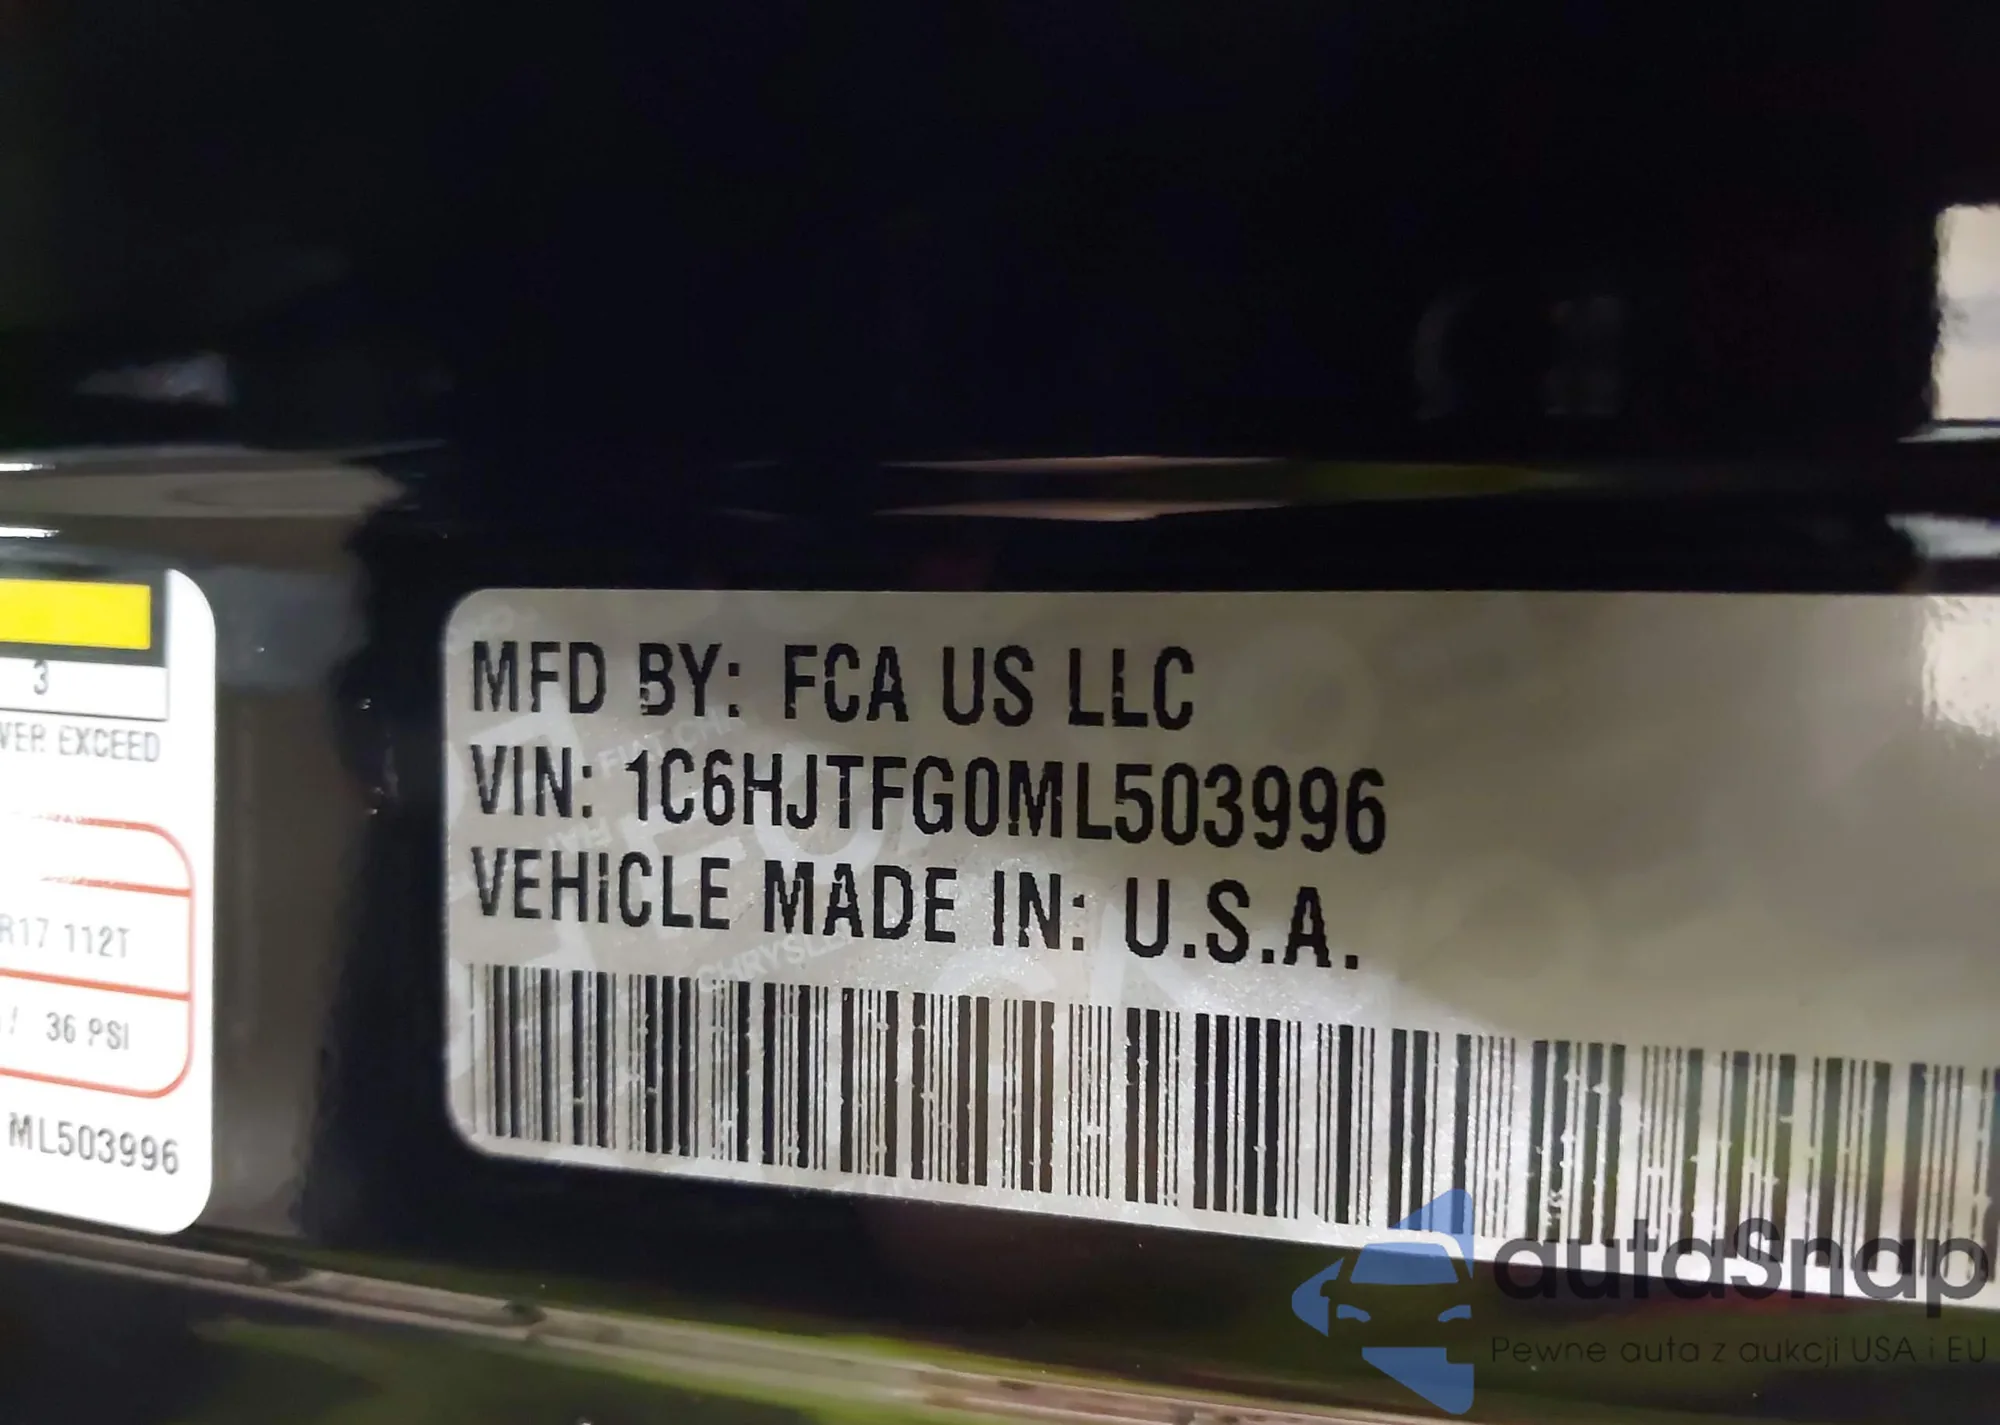 3
VER EXCEED
R17 112T
/ 36 PSI
ML503996
MFD BY: FCA US LLC
VIN: 1C6HJTFG0ML503996
VEHICLE MADE IN: U.S.A.
CHRYSLER
autaSnap
Pewne auta z aukcji USA i EU